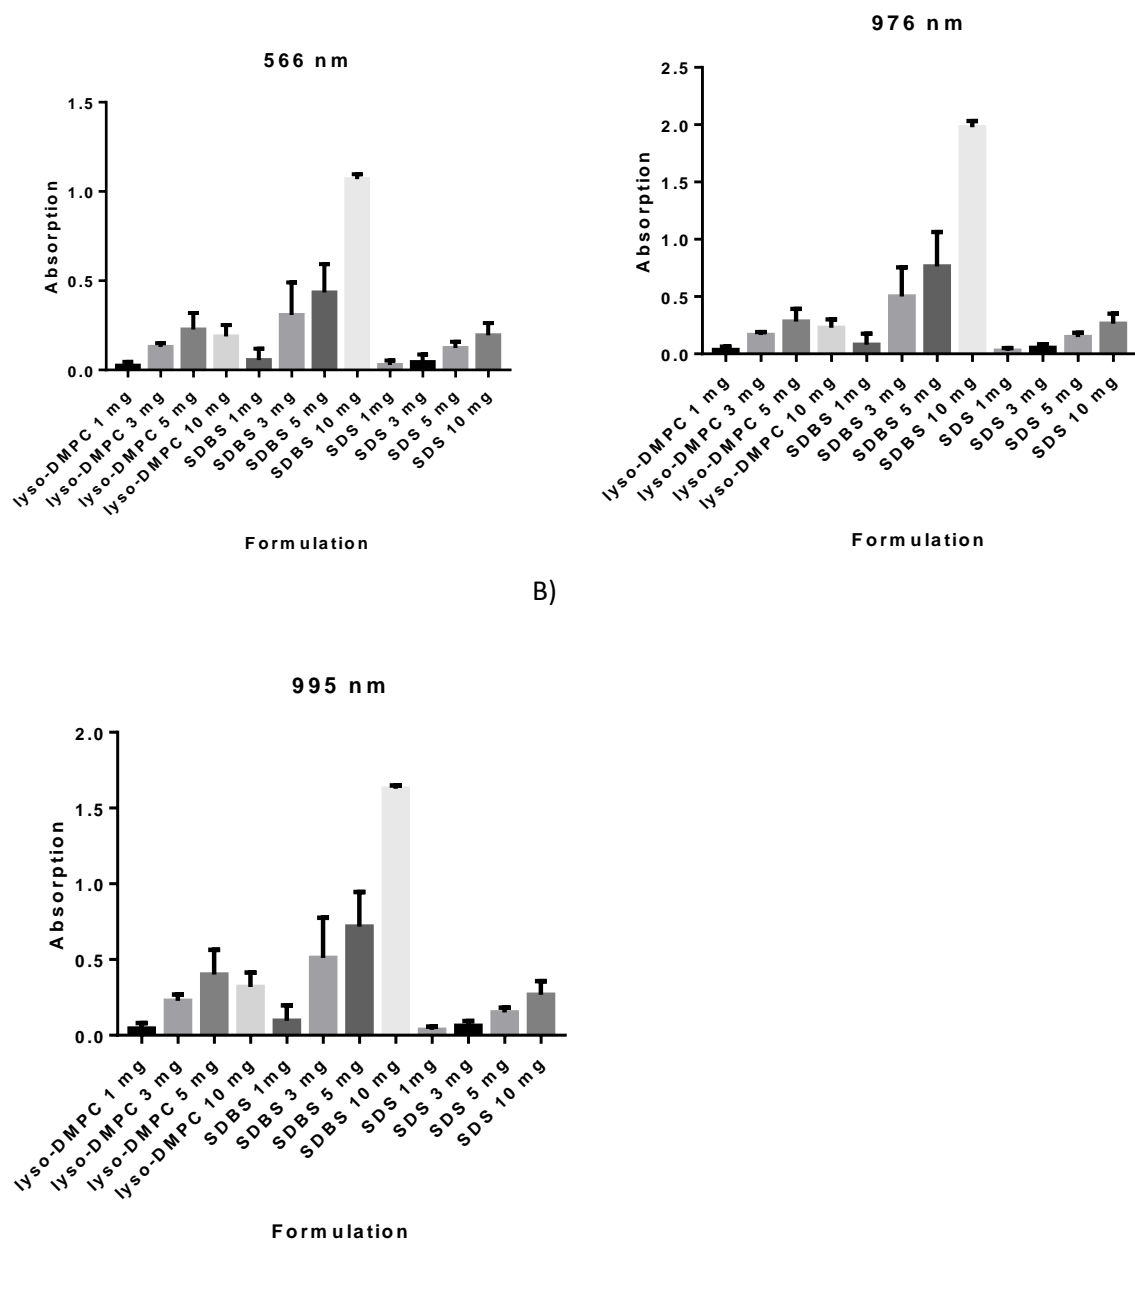 566 nm
Absorption
1.5
1.0
0.5
0.0
lyso-DMPC 1 mg
lyso-DMPC 3 mg
lyso-DMPC 5 mg
lyso-DMPC 10 mg
SDBS 1mg
SDBS 3 mg
SDBS 5 mg
SDBS 10 mg
SDS 1mg
SDS 3 mg
SDS 5 mg
SDS 10 mg
Formulation
976 nm
Absorption
2.5
2.0
1.5
1.0
0.5
0.0
lyso-DMPC 1 mg
lyso-DMPC 3 mg
lyso-DMPC 5 mg
lyso-DMPC 10 mg
SDBS 1mg
SDBS 3 mg
SDBS 5 mg
SDBS 10 mg
SDS 1mg
SDS 3 mg
SDS 5 mg
SDS 10 mg
Formulation
B)
995 nm
Absorption
2.0
1.5
1.0
0.5
0.0
lyso-DMPC 1 mg
lyso-DMPC 3 mg
lyso-DMPC 5 mg
lyso-DMPC 10 mg
SDBS 1mg
SDBS 3 mg
SDBS 5 mg
SDBS 10 mg
SDS 1mg
SDS 3 mg
SDS 5 mg
SDS 10 mg
Formulation